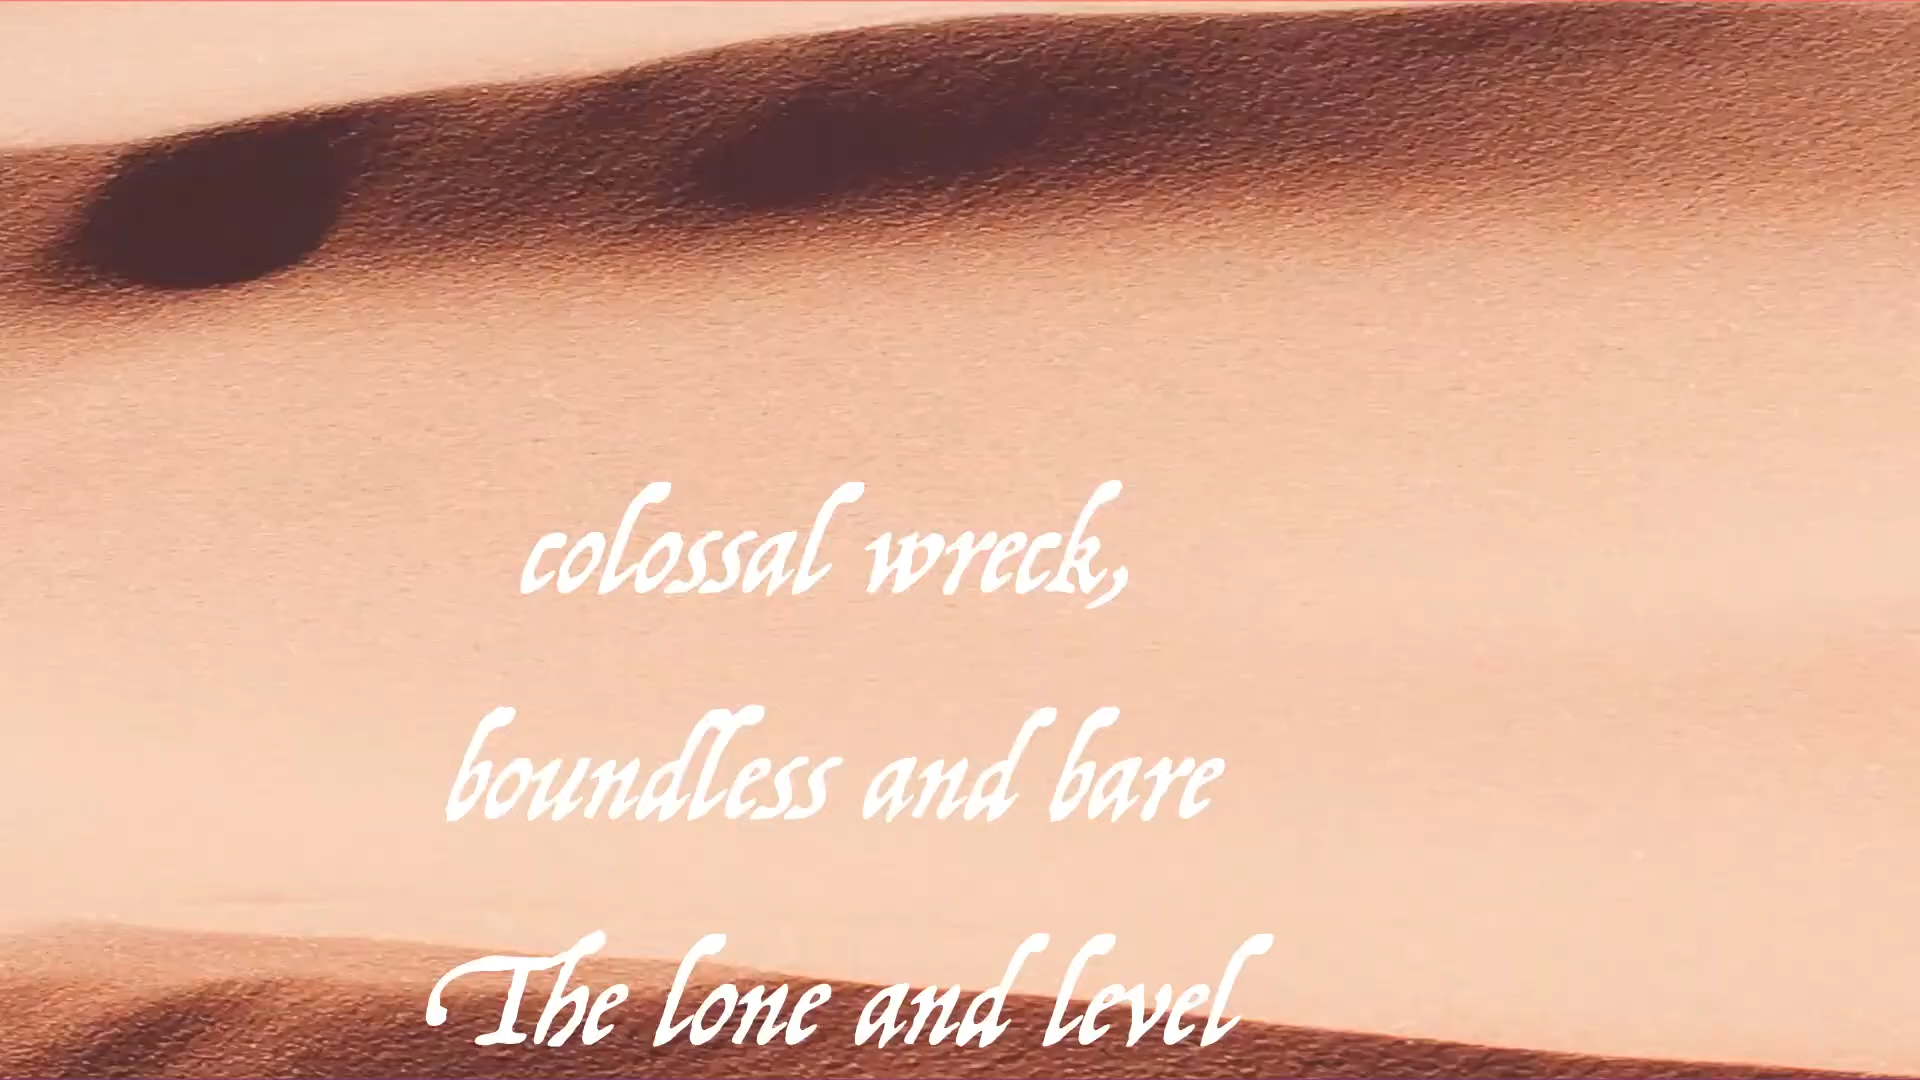 colossal wreck,
boundless and bare
The lone and level